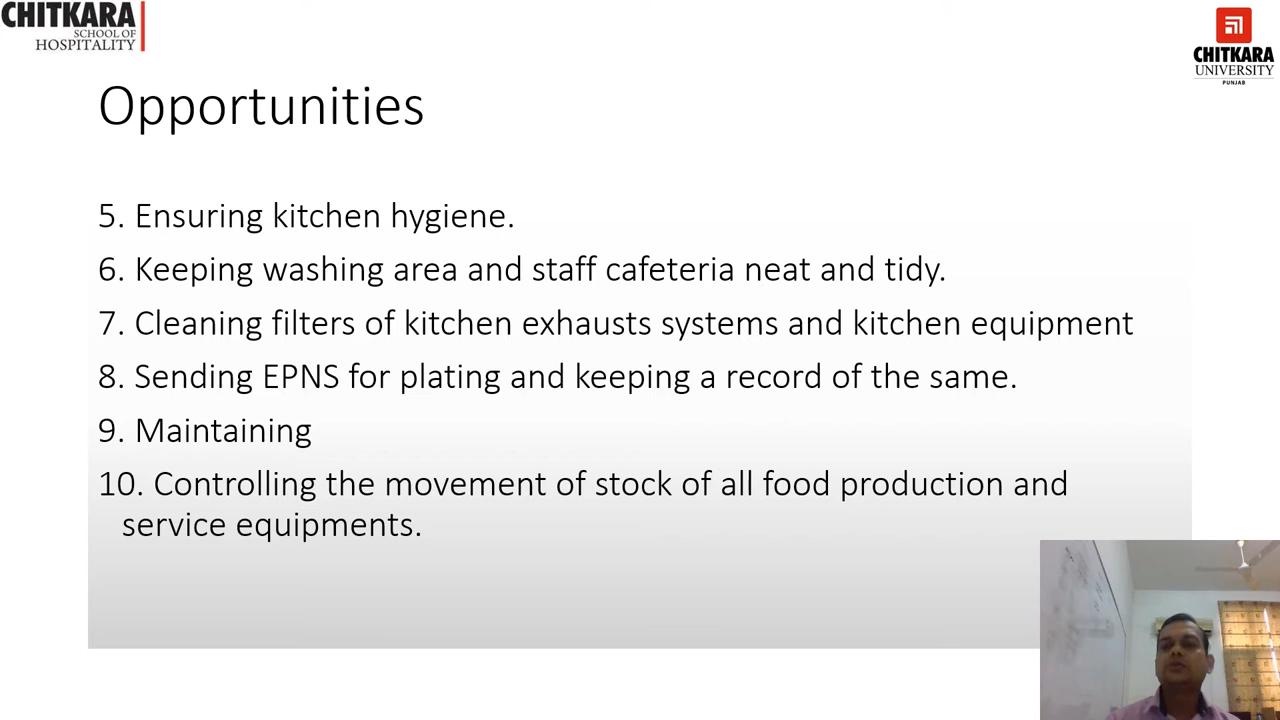 CHITKARA
SCHOOL OF
HOSPITALITY
CHITKARA
UNIVERSITY
PUNJAB
Opportunities
5. Ensuring kitchen hygiene.
6. Keeping washing area and staff cafeteria neat and tidy.
7. Cleaning filters of kitchen exhausts systems and kitchen equipment
8. Sending EPNS for plating and keeping a record of the same.
9. Maintaining
10. Controlling the movement of stock of all food production and
service equipments.